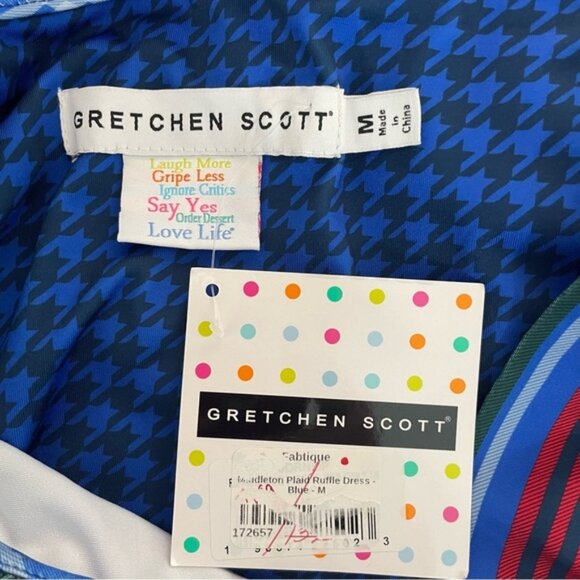 GRETCHEN SCOTT®
M
Made
in
China
Laugh More
Gripe Less
Ignore Critics
Say Yes
Order Dessert
Love Life®
GRETCHEN SCOTT®
Fabtique
Middleton Plaid Ruffle Dress -
Blue - M
172657